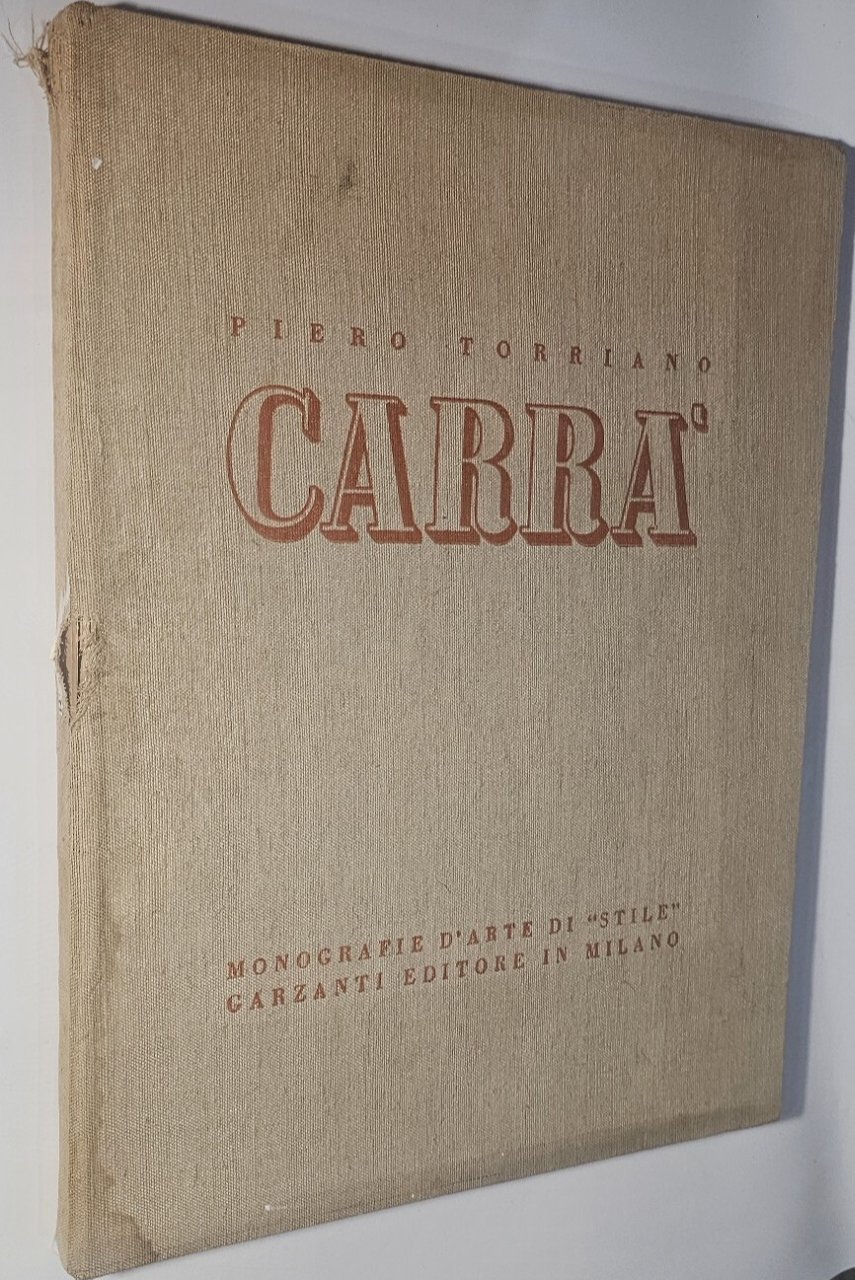 PIERO TORRIANO
CARRA'
MONOGRAFIE D'ARTE DI "STILE"
GARZANTI EDITORE IN MILANO